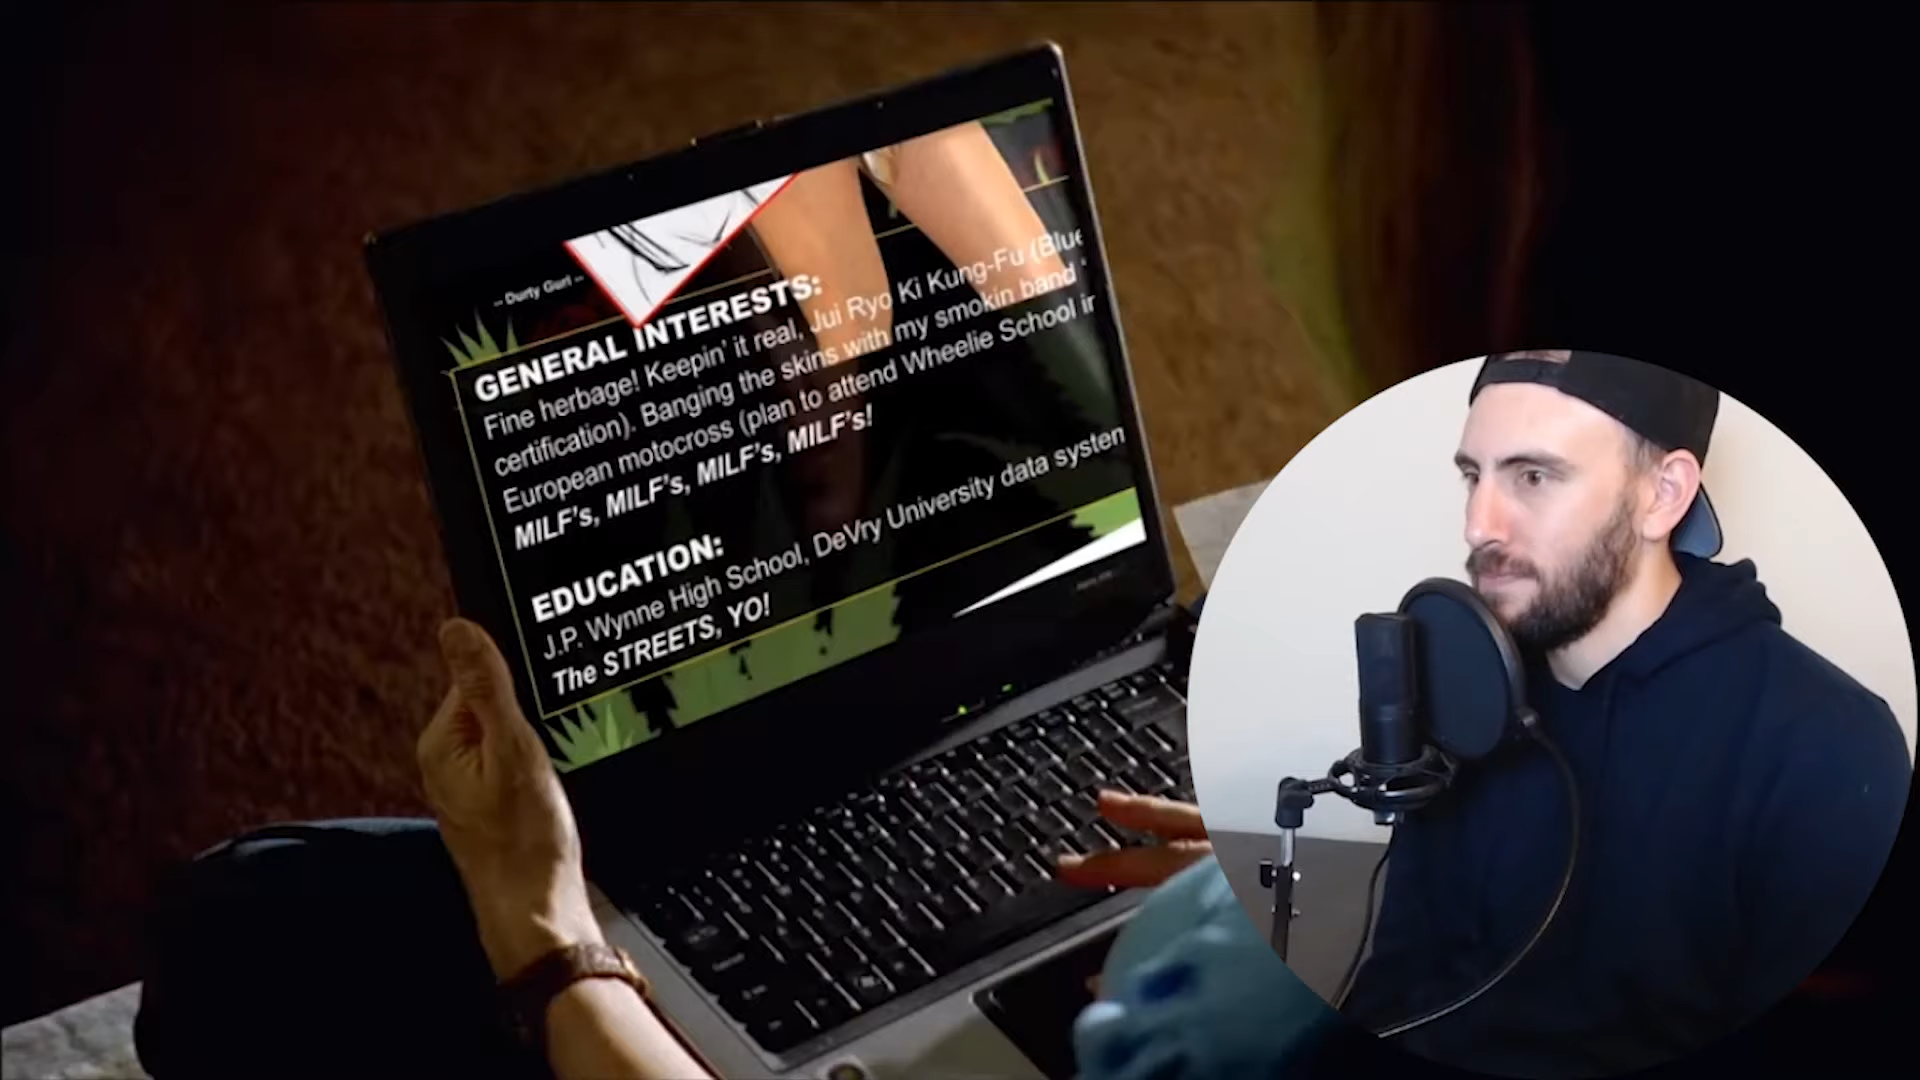 -- Durty Gurl --
GENERAL INTERESTS:
Fine herbage! Keepin' it real, Jui Ryo Ki Kung-Fu (Blue
certification). Banging the skins with my smokin band '
European motocross (plan to attend Wheelie School in
MILF's, MILF's, MILF's, MILF's!
EDUCATION:
J.P. Wynne High School, DeVry University data system
The STREETS, YO!